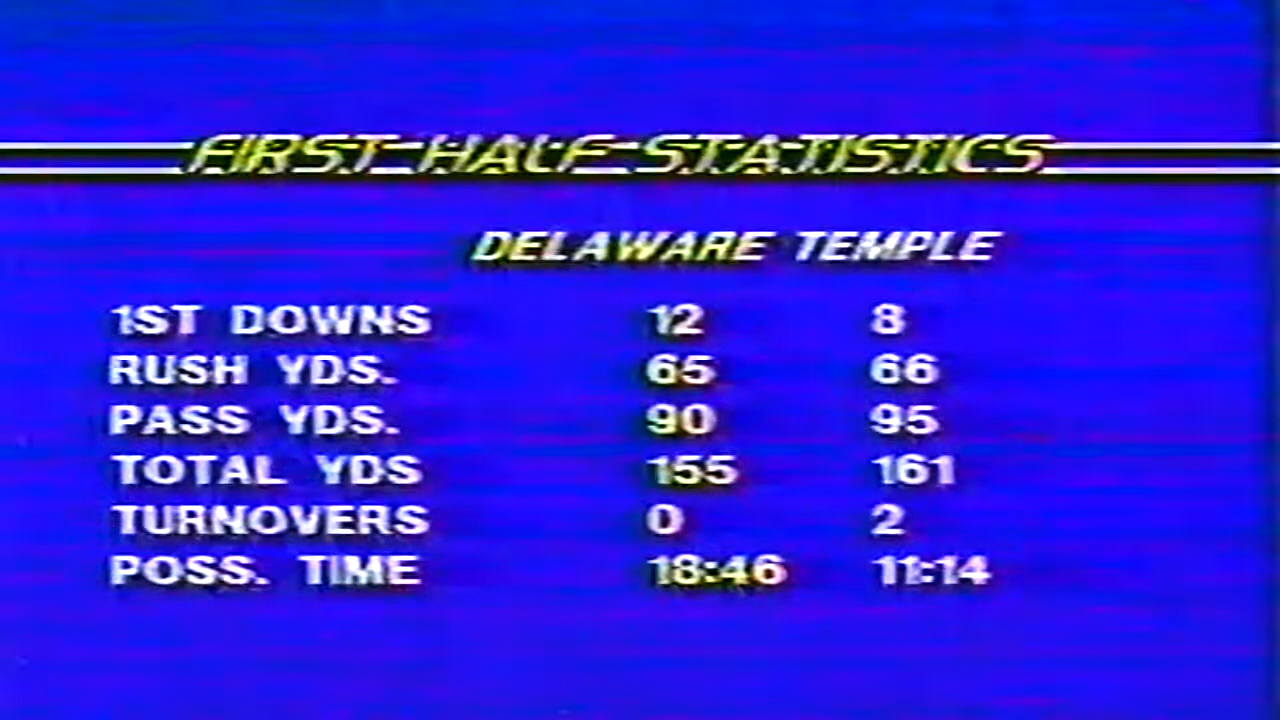 FIRST HALF STATISTICS
DELAWARE TEMPLE
1ST DOWNS 12 8
RUSH YDS. 65 66
PASS YDS. 90 95
TOTAL YDS 155 161
TURNOVERS 0 2
POSS. TIME 18:46 11:14